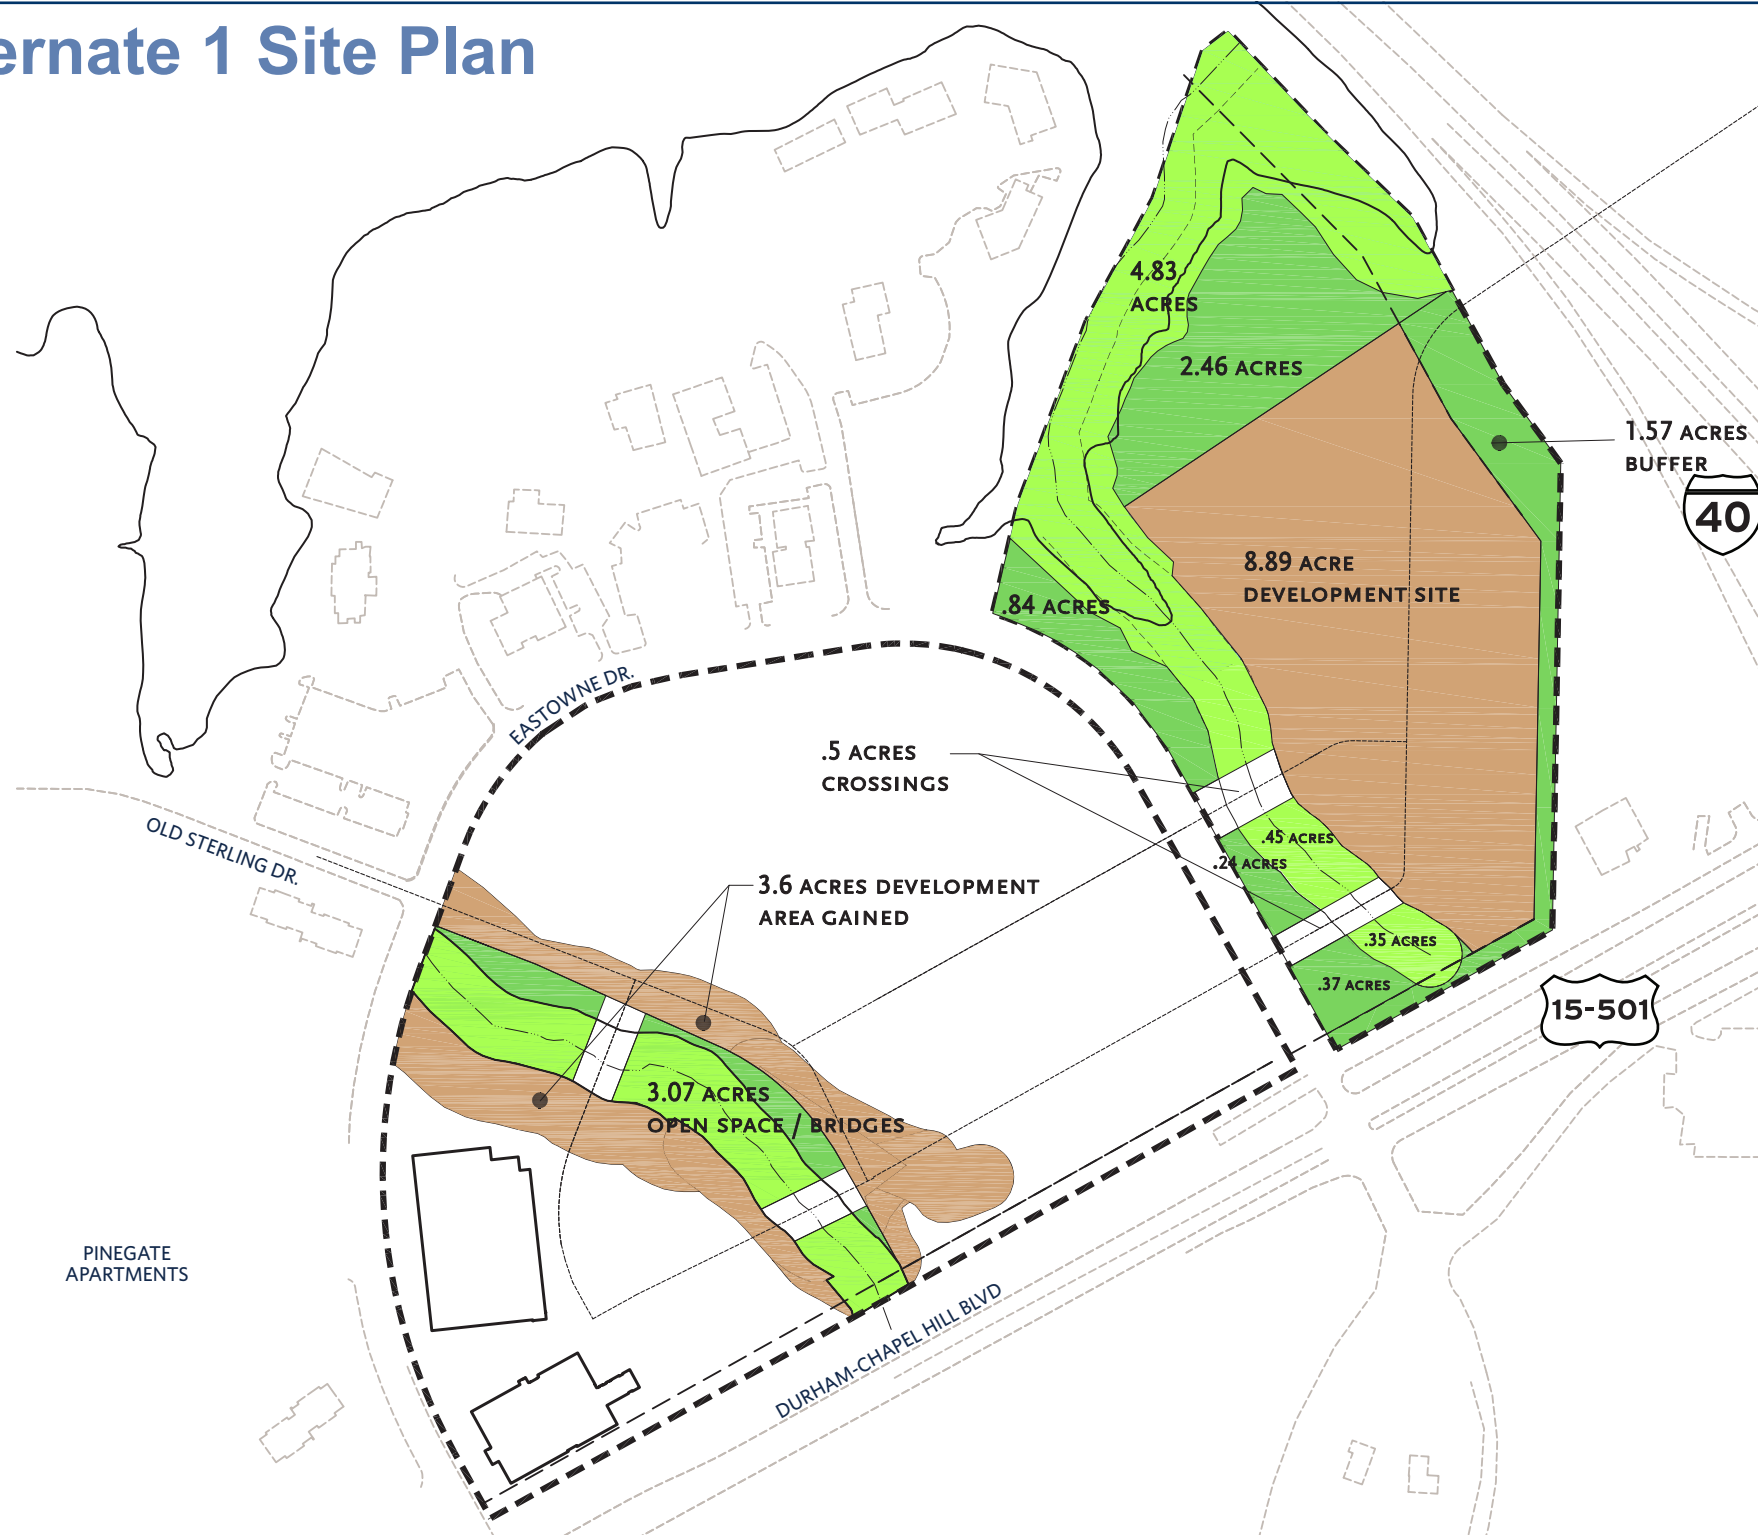 ernate 1 Site Plan
4.83
ACRES
2.46 ACRES
1.57 ACRES
BUFFER
40
8.89 ACRE
DEVELOPMENT SITE
.84 ACRES
EASTOWNE DR.
.5 ACRES
CROSSINGS
OLD STERLING DR.
.45 ACRES
.24 ACRES
3.6 ACRES DEVELOPMENT
AREA GAINED
.35 ACRES
.37 ACRES
15-501
3.07 ACRES
OPEN SPACE / BRIDGES
PINEGATE
APARTMENTS
DURHAM-CHAPEL HILL BLVD